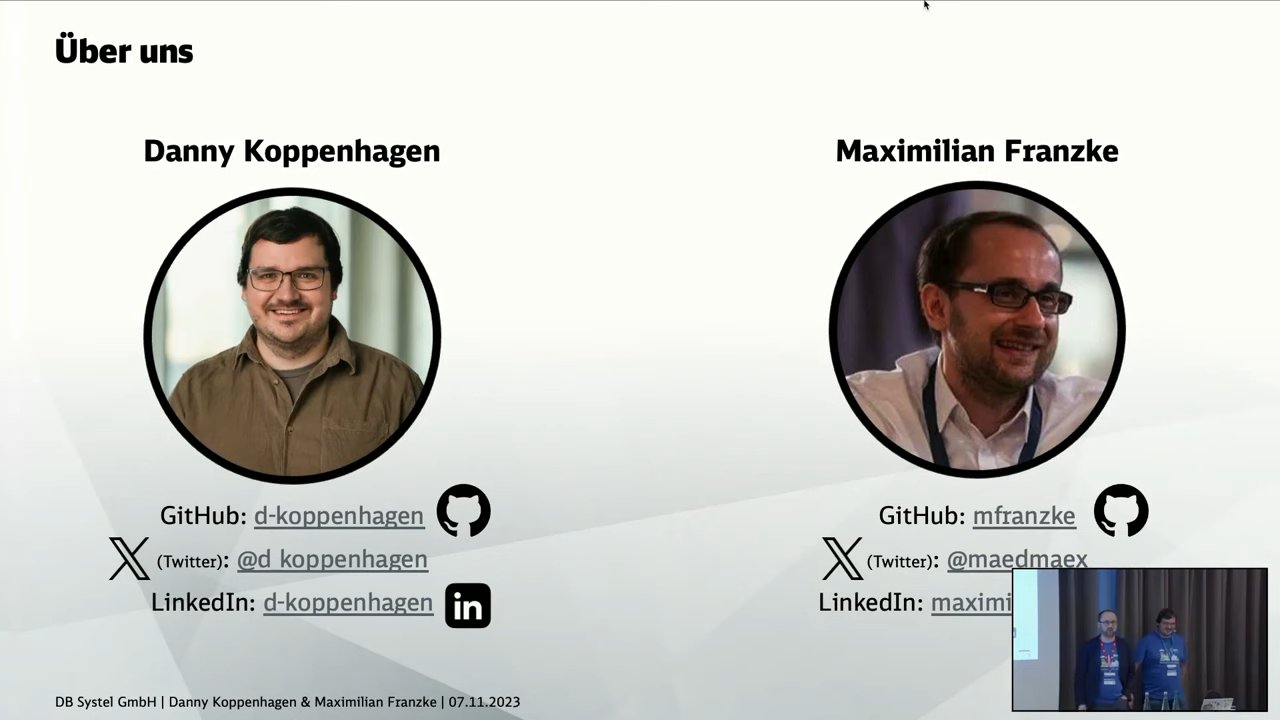 Über uns
Danny Koppenhagen
Maximilian Franzke
GitHub: d-koppenhagen
X (Twitter): @d_koppenhagen
LinkedIn: d-koppenhagen
in
GitHub: mfranzke
X (Twitter): @maedmaex
LinkedIn: maximi
DB Systel GmbH | Danny Koppenhagen & Maximilian Franzke | 07.11.2023